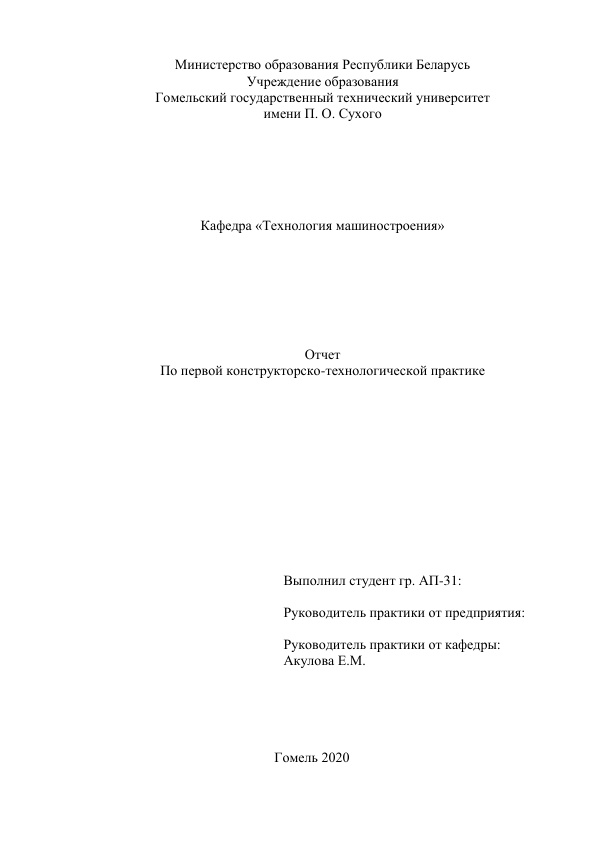 Министерство образования Республики Беларусь
Учреждение образования
Гомельский государственный технический университет
имени П. О. Сухого
Кафедра «Технология машиностроения»
Отчет
По первой конструкторско-технологической практике
Выполнил студент гр. АП-31:
Руководитель практики от предприятия:
Руководитель практики от кафедры:
Акулова Е.М.
Гомель 2020